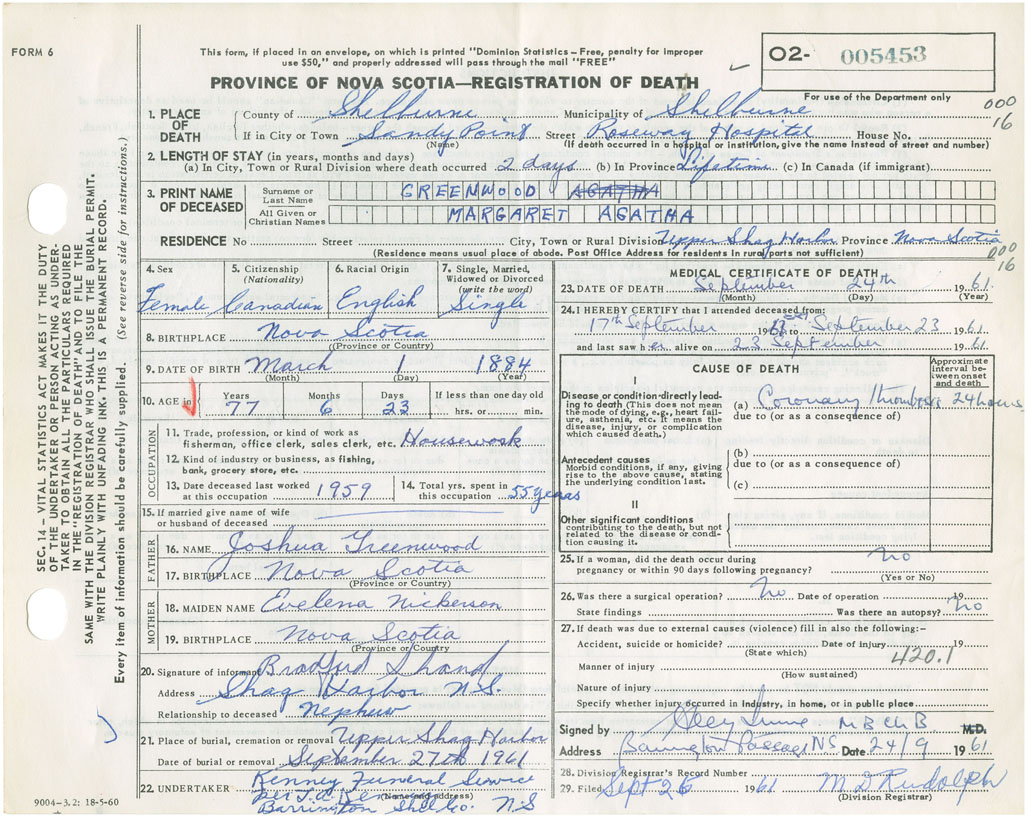 FORM 6
This form, if placed in an envelope, on which is printed "Dominion Statistics – Free, penalty for improper
use $50," and properly addressed will pass through the mail "FREE"
O2- 005453
PROVINCE OF NOVA SCOTIA—REGISTRATION OF DEATH
For use of the Department only
000
16
1. PLACE OF DEATH
County of Shelburne Municipality of Shelburne
If in City or Town Sandy Point Street Roseway Hospital House No.
(Name) (If death occurred in a hospital or institution, give the name instead of street and number)
2. LENGTH OF STAY (in years, months and days)
(a) In City, Town or Rural Division where death occurred 2 days (b) In Province Lifetime (c) In Canada (if immigrant)
3. PRINT NAME OF DECEASED
Surname or Last Name GREENWOOD AGATHA
All Given or Christian Names MARGARET AGATHA
RESIDENCE No Street City, Town or Rural Division Upper Shag Harbor Province Nova Scotia
(Residence means usual place of abode. Post Office Address for residents in rural parts not sufficient)
000
16
4. Sex Female
5. Citizenship (Nationality) Canadian
6. Racial Origin English
7. Single, Married, Widowed or Divorced (write the word) Single
8. BIRTHPLACE Nova Scotia
(Province or Country)
9. DATE OF BIRTH March 1 1884
(Month) (Day) (Year)
10. AGE in Years 77 Months 6 Days 23 If less than one day old hrs. or min.
OCCUPATION
11. Trade, profession, or kind of work as
fisherman, office clerk, sales clerk, etc. Housework
12. Kind of industry or business, as fishing,
bank, grocery store, etc.
13. Date deceased last worked at this occupation 1959
14. Total yrs. spent in this occupation 55 years
15. If married give name of wife
or husband of deceased
FATHER
16. NAME Joshua Greenwood
17. BIRTHPLACE Nova Scotia
(Province or Country)
MOTHER
18. MAIDEN NAME Evelena Nickerson
19. BIRTHPLACE Nova Scotia
(Province or Country)
20. Signature of informant Bradford Shand
Address Shag Harbor N.S.
Relationship to deceased Nephew
21. Place of burial, cremation or removal Upper Shag Harbor
Date of burial or removal September 27th 1961
22. UNDERTAKER Kenney Funeral Service
(Name and address)
Barrington Shel Co. N S
MEDICAL CERTIFICATE OF DEATH
23. DATE OF DEATH September 24th 1961
(Month) (Day) (Year)
24. I HEREBY CERTIFY that I attended deceased from:
17th September 19 to September 23 1961
and last saw her alive on 23 September 1961
CAUSE OF DEATH
Approximate interval between onset and death
I
Disease or condition directly leading to death (This does not mean the mode of dying, e.g., heart failure, asthenia, etc. It means the disease, injury, or complication which caused death.)
(a) Coronary thrombosis 24 hours
due to (or as a consequence of)
Antecedent causes
Morbid conditions, if any, giving rise to the above cause, stating the underlying condition last.
(b)
due to (or as a consequence of)
(c)
II
Other significant conditions
contributing to the death, but not related to the disease or condition causing it.
25. If a woman, did the death occur during
pregnancy or within 90 days following pregnancy? no
(Yes or No)
26. Was there a surgical operation? no Date of operation 19
State findings Was there an autopsy? no
27. If death was due to external causes (violence) fill in also the following:-
Accident, suicide or homicide? Date of injury 19
(State which) 420.1
Manner of injury
(How sustained)
Nature of injury
Specify whether injury occurred in industry, in home, or in public place
Signed by M B Ch B M.D.
Address Barrington Passage NS Date 24/9 1961
28. Division Registrar's Record Number
29. Filed Sept 26 1961 M D Rudolph
(Division Registrar)
SEC. 14 – VITAL STATISTICS ACT MAKES IT THE DUTY
OF THE UNDERTAKER OR PERSON ACTING AS UNDER-
TAKER TO OBTAIN ALL THE PARTICULARS REQUIRED
IN THE "REGISTRATION OF DEATH" AND TO FILE THE
SAME WITH THE DIVISION REGISTRAR WHO SHALL ISSUE THE BURIAL PERMIT.
WRITE PLAINLY WITH UNFADING INK. THIS IS A PERMANENT RECORD.
Every item of information should be carefully supplied. (See reverse side for instructions.)
9004-3.2: 18-5-60